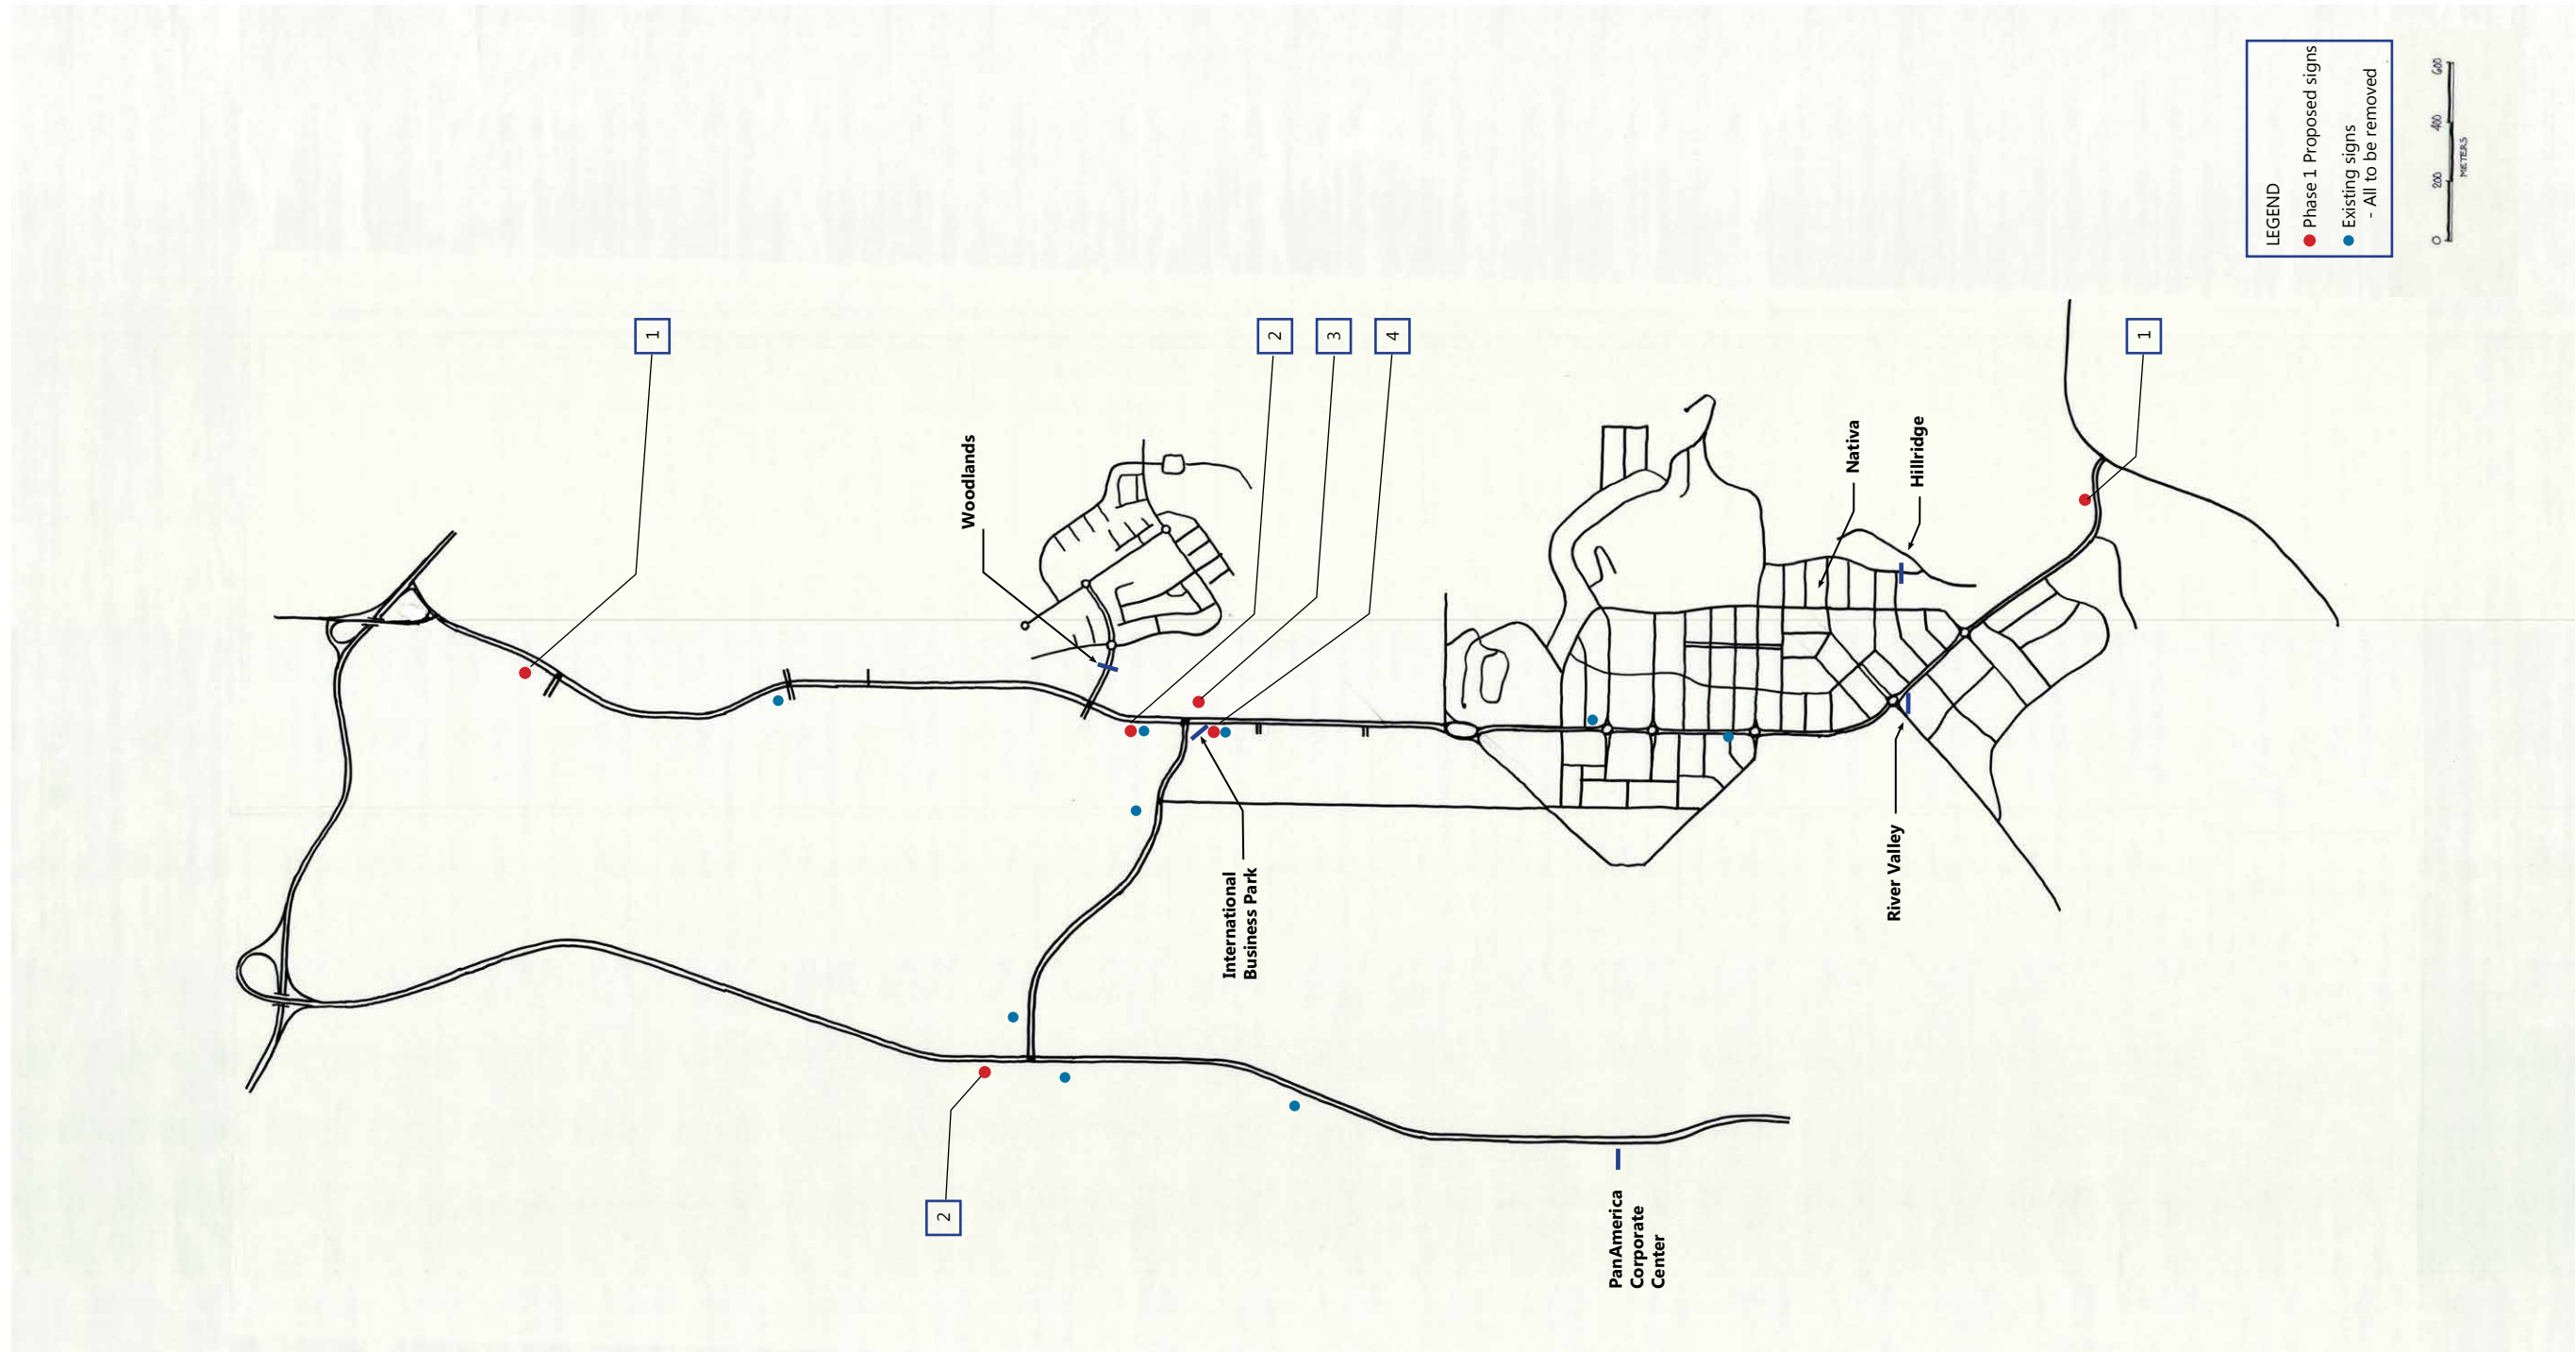 LEGEND
Phase 1 Proposed signs
Existing signs
- All to be removed
0 200 400 600
METERS
1
2
3
4
1
Woodlands
Nativa
Hillridge
International
Business Park
River Valley
2
PanAmerica
Corporate
Center